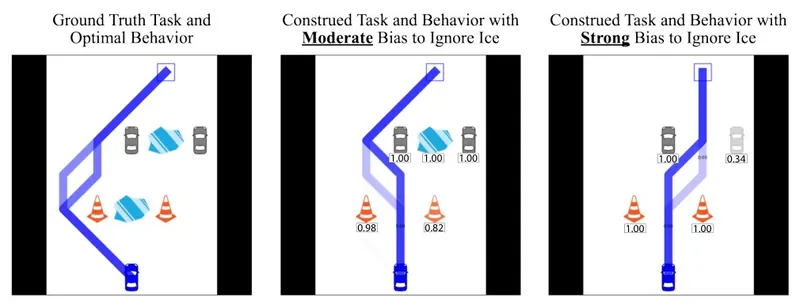 Ground Truth Task and
Optimal Behavior
Construed Task and Behavior with
Moderate Bias to Ignore Ice
Construed Task and Behavior with
Strong Bias to Ignore Ice
1.00 1.00 1.00
0.98 0.82
1.00 0.34
1.00 1.00